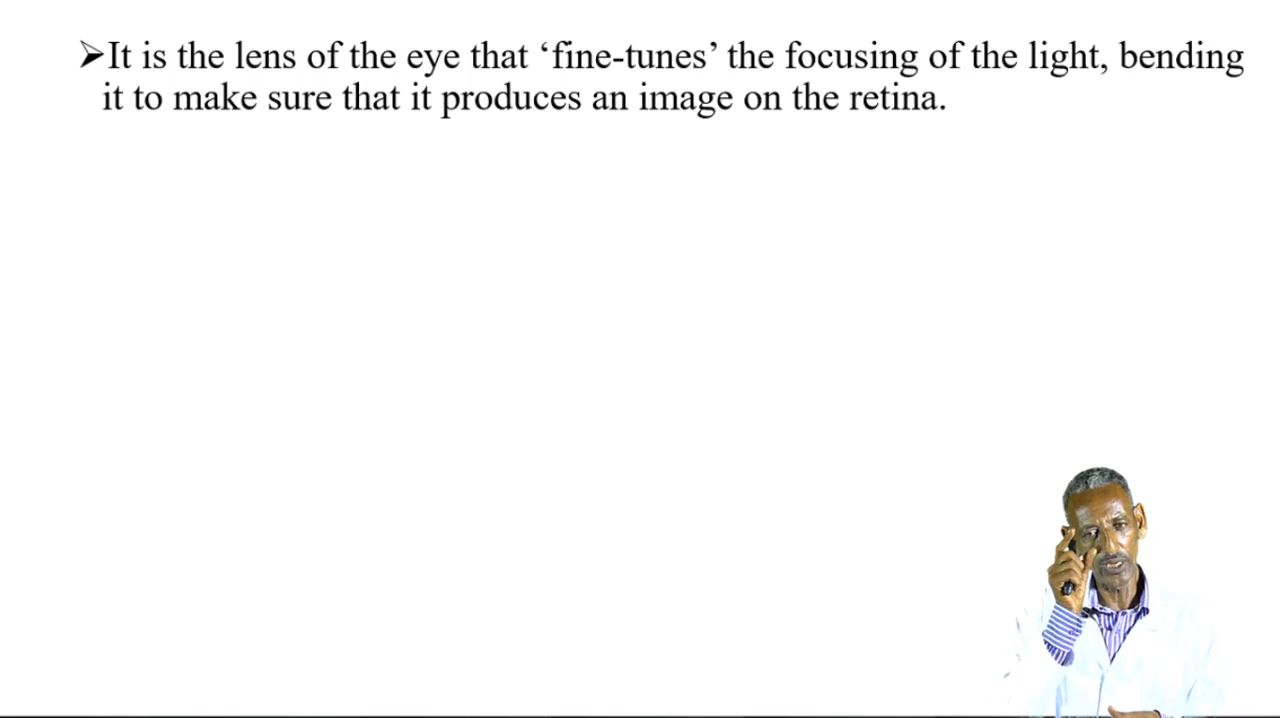 ➢It is the lens of the eye that ‘fine-tunes’ the focusing of the light, bending
it to make sure that it produces an image on the retina.